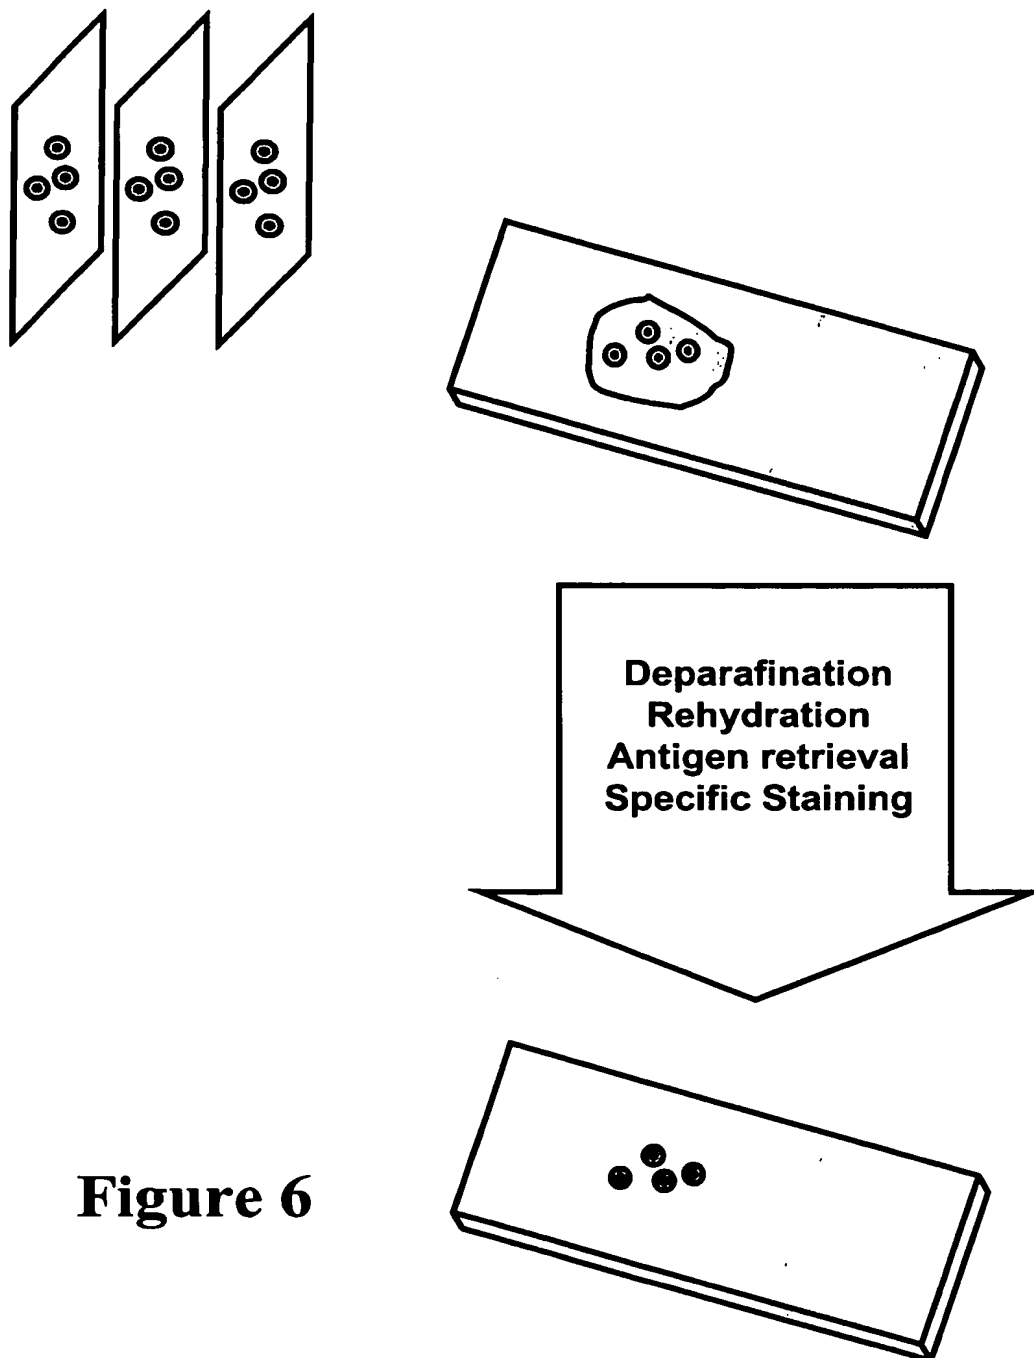 Deparafination
Rehydration
Antigen retrieval
Specific Staining
Figure 6